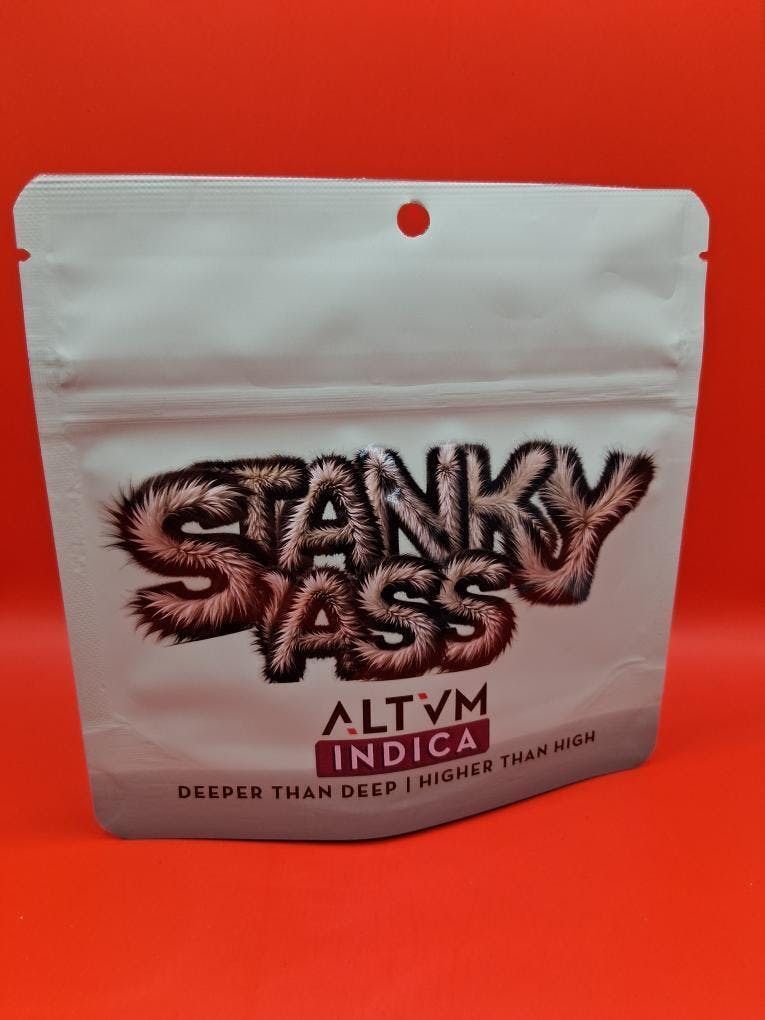 STANKY
ASS
ALTVM
INDICA
DEEPER THAN DEEP | HIGHER THAN HIGH